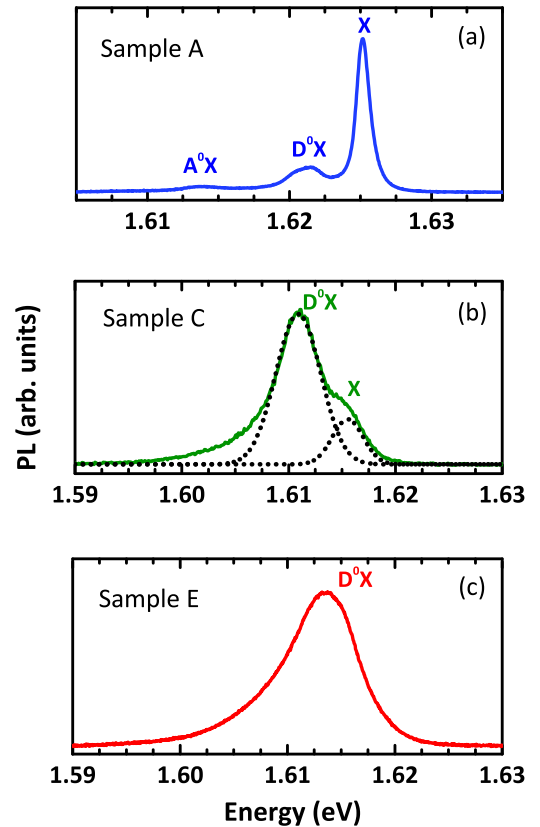 Sample A
X
(a)
A⁰X
D⁰X
1.61 1.62 1.63
Sample C
D⁰X
(b)
X
PL (arb. units)
1.59 1.60 1.61 1.62 1.63
Sample E
D⁰X
(c)
1.59 1.60 1.61 1.62 1.63
Energy (eV)